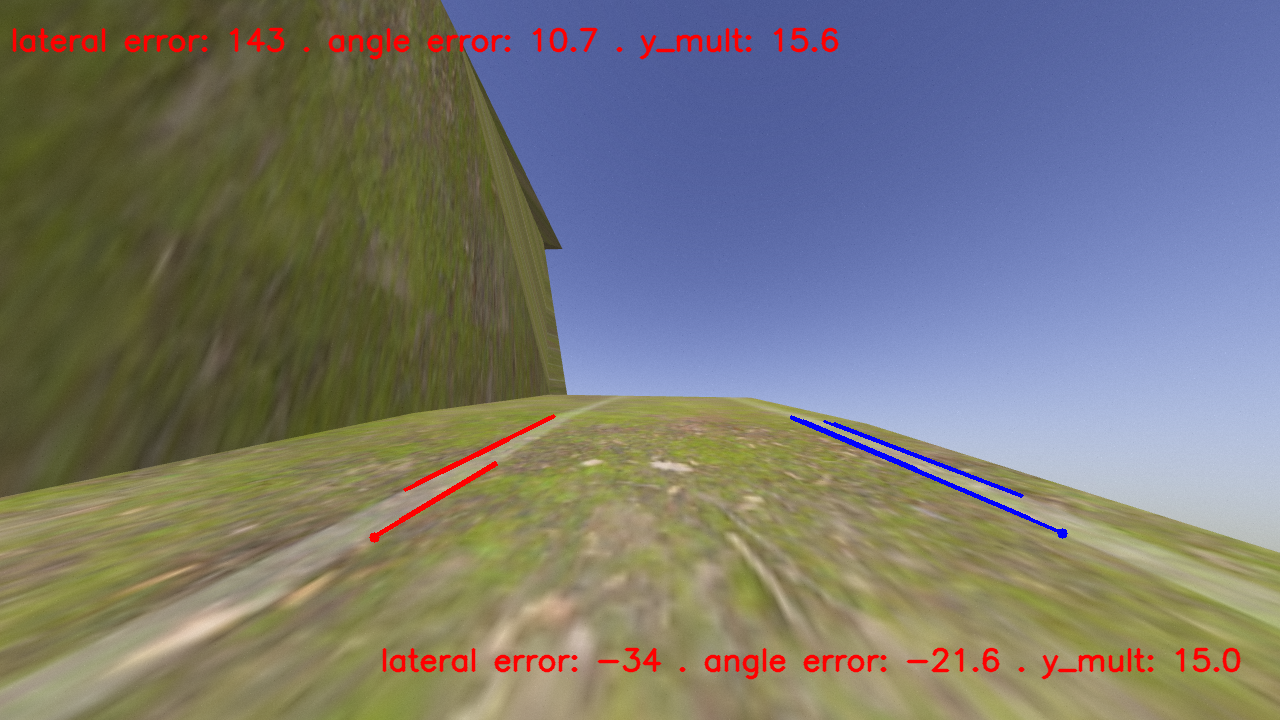 lateral error: 143 . angle error: 10.7 . y_mult: 15.6
lateral error: -34 . angle error: -21.6 . y_mult: 15.0